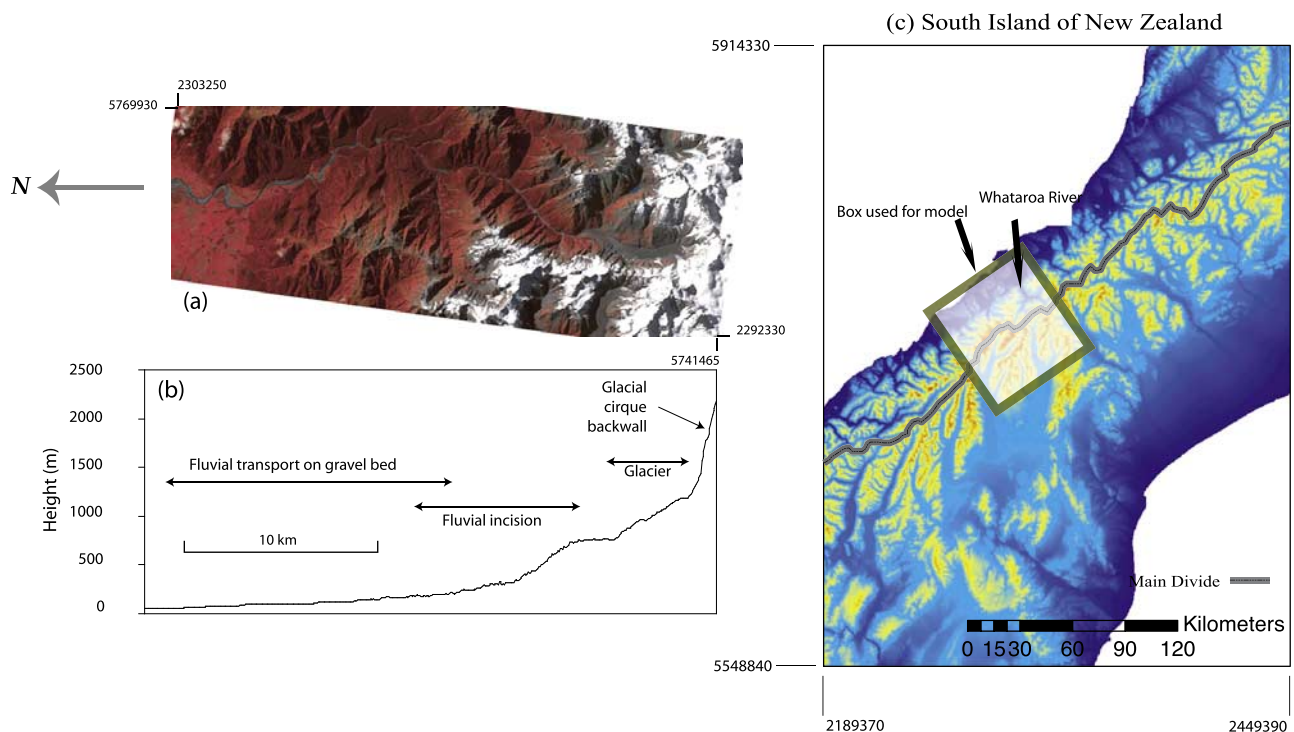 (c) South Island of New Zealand
5914330
2303250
5769930
N
(a)
2292330
5741465
Box used for model
Whataroa River
Main Divide
Kilometers
0 15 30 60 90 120
5548840
2189370
2449390
(b)
Height (m)
2500
2000
1500
1000
500
0
Glacial
cirque
backwall
Glacier
Fluvial transport on gravel bed
Fluvial incision
10 km